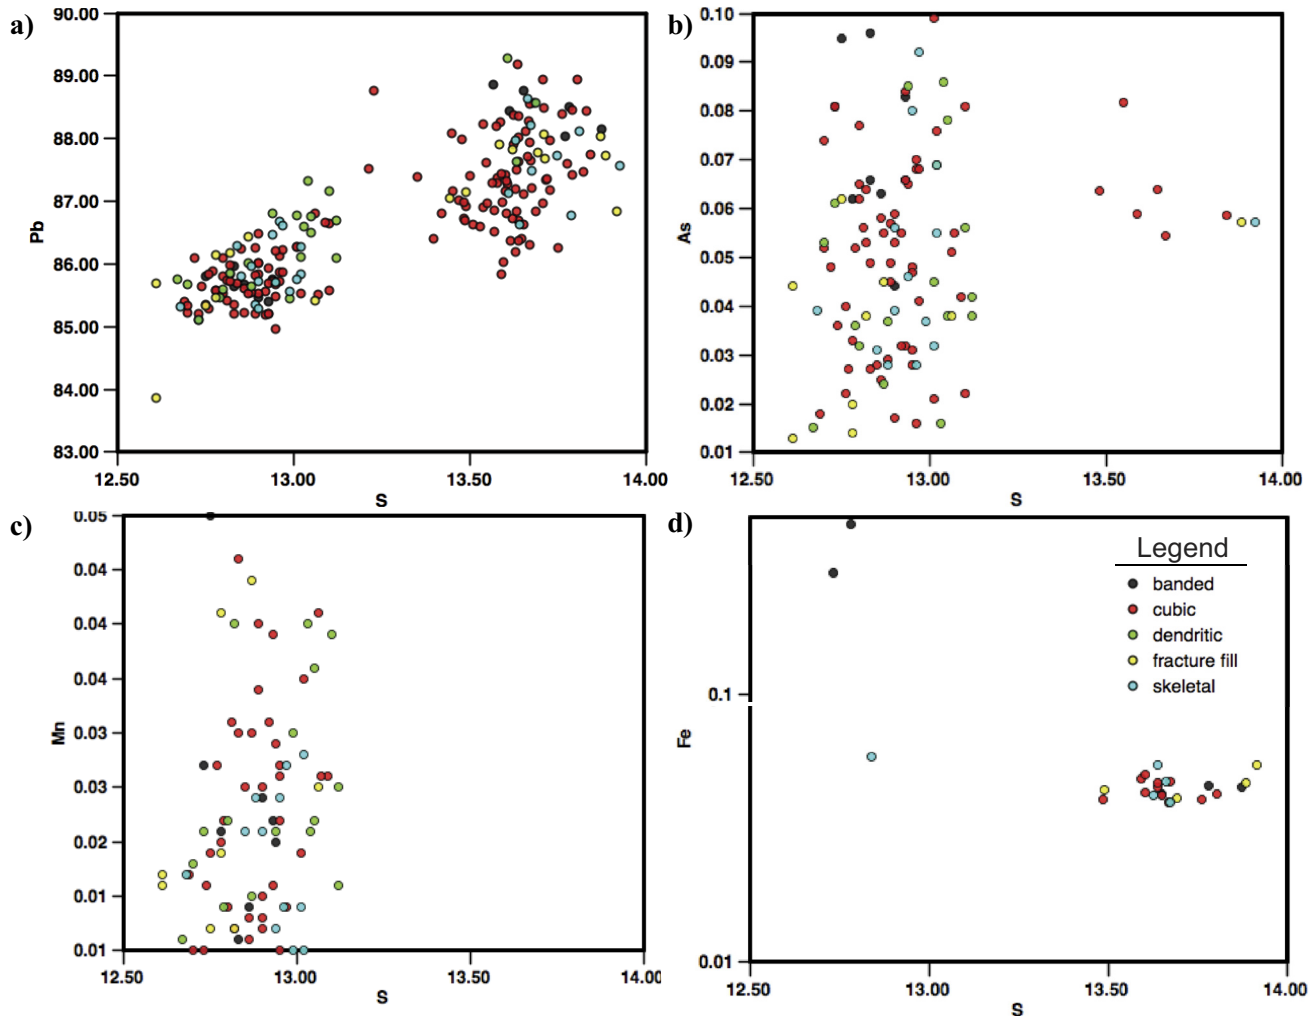 a)
90.00
89.00
88.00
87.00
86.00
85.00
84.00
83.00
Pb
12.50 13.00 13.50 14.00
S
b)
0.10
0.09
0.08
0.07
0.06
0.05
0.04
0.03
0.02
0.01
As
12.50 13.00 13.50 14.00
S
c)
0.05
0.04
0.04
0.04
0.03
0.03
0.02
0.01
0.01
Mn
12.50 13.00 13.50 14.00
S
d)
Legend
banded
cubic
dendritic
fracture fill
skeletal
0.1
0.01
Fe
12.50 13.00 13.50 14.00
S